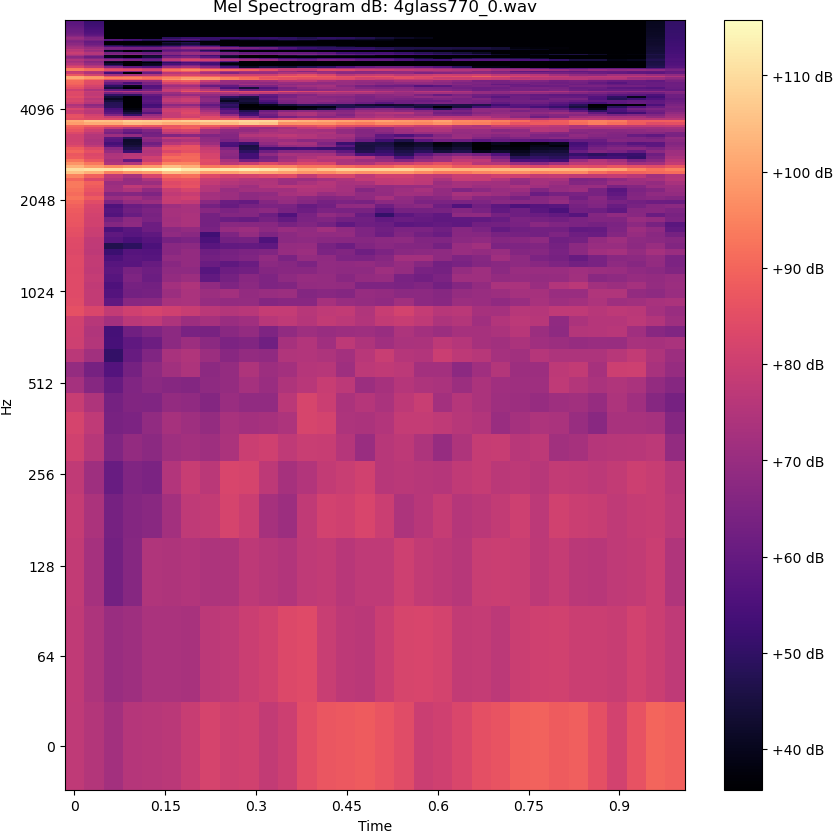 Mel Spectrogram dB: 4glass770_0.wav
+110 dB
4096
+100 dB
2048
+90 dB
1024
+80 dB
512
Hz
+70 dB
256
+60 dB
128
64
+50 dB
0
+40 dB
0 0.15 0.3 0.45 0.6 0.75 0.9
Time